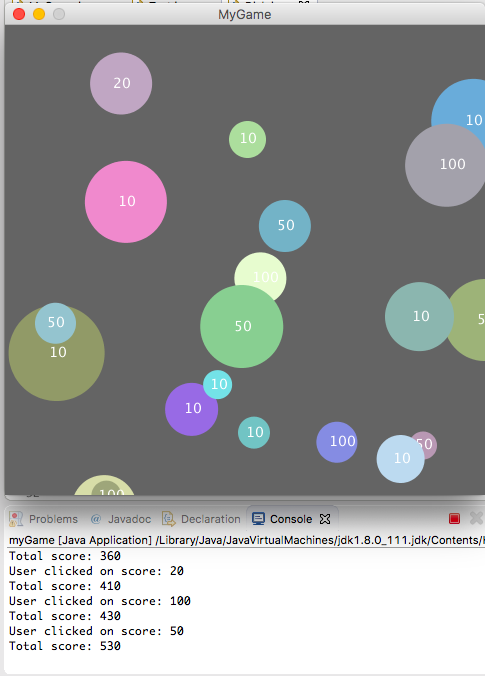 MyGame
20
10
10
10
100
50
100
50
10
50
10
10
10
10
100
50
10
100
Problems @ Javadoc Declaration Console
myGame [Java Application] /Library/Java/JavaVirtualMachines/jdk1.8.0_111.jdk/Contents/
Total score: 360
User clicked on score: 20
Total score: 410
User clicked on score: 100
Total score: 430
User clicked on score: 50
Total score: 530